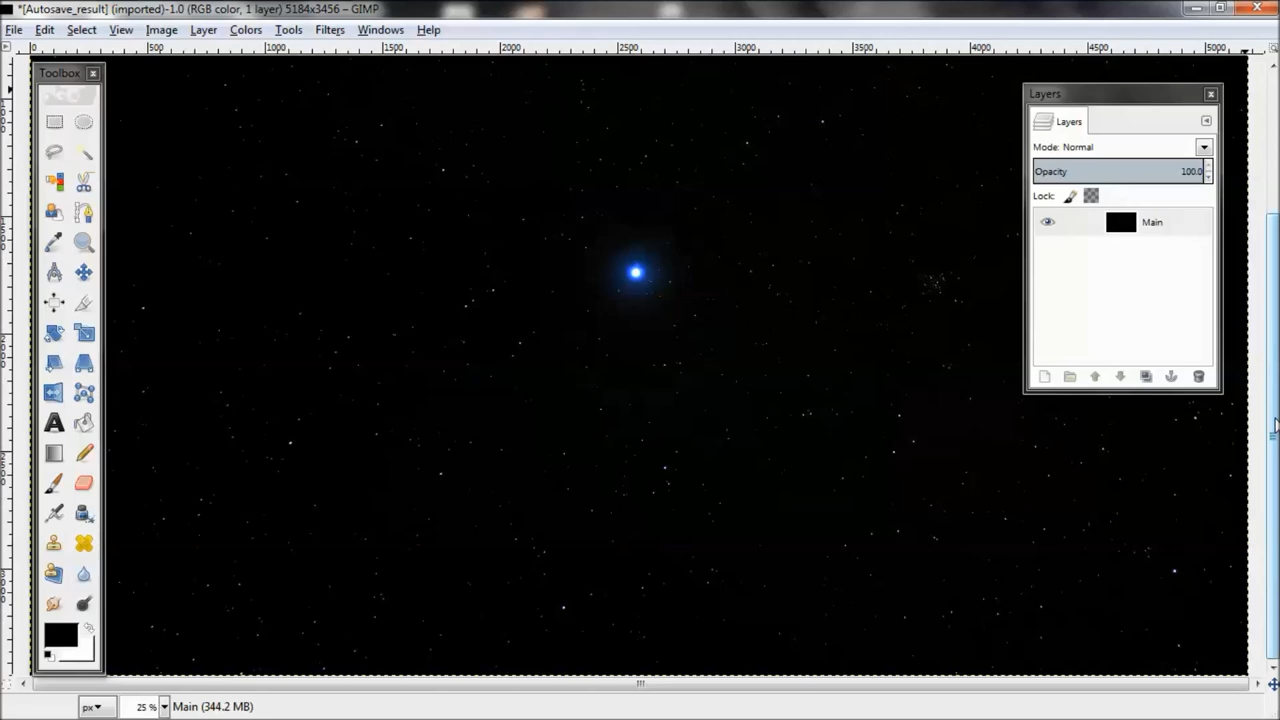 *[Autosave_result] (imported)-1.0 (RGB color, 1 layer) 5184x3456 – GIMP
File Edit Select View Image Layer Colors Tools Filters Windows Help
0 500 1000 1500 2000 2500 3000 3500 4000 4500 5000
Toolbox
Layers
Layers
Mode: Normal
Opacity 100.0
Lock:
Main
px 25 % Main (344.2 MB)